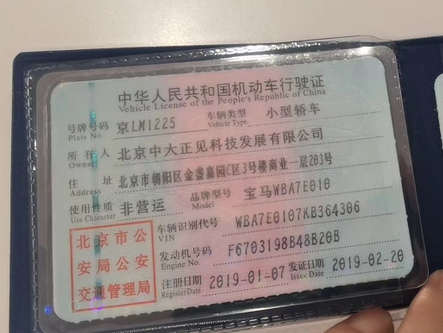 中华人民共和国机动车行驶证
Vehicle License of the People's Republic of China
号牌号码 京LM1225 车辆类型 小型轿车
Plate No. Vehicle Type
所有人 北京中大正见科技发展有限公司
Owner
住址 北京市朝阳区金盏嘉园C区3号楼商业一层203号
Address
使用性质 非营运 品牌型号 宝马WBA7E010
Use Character Model
北京市公
安局公安
交通管理局
车辆识别代号 WBA7E0107KB364306
VIN
发动机号码 F6703198B48B20B
Engine No.
注册日期 2019-01-07 发证日期 2019-02-20
Register Date Issue Date